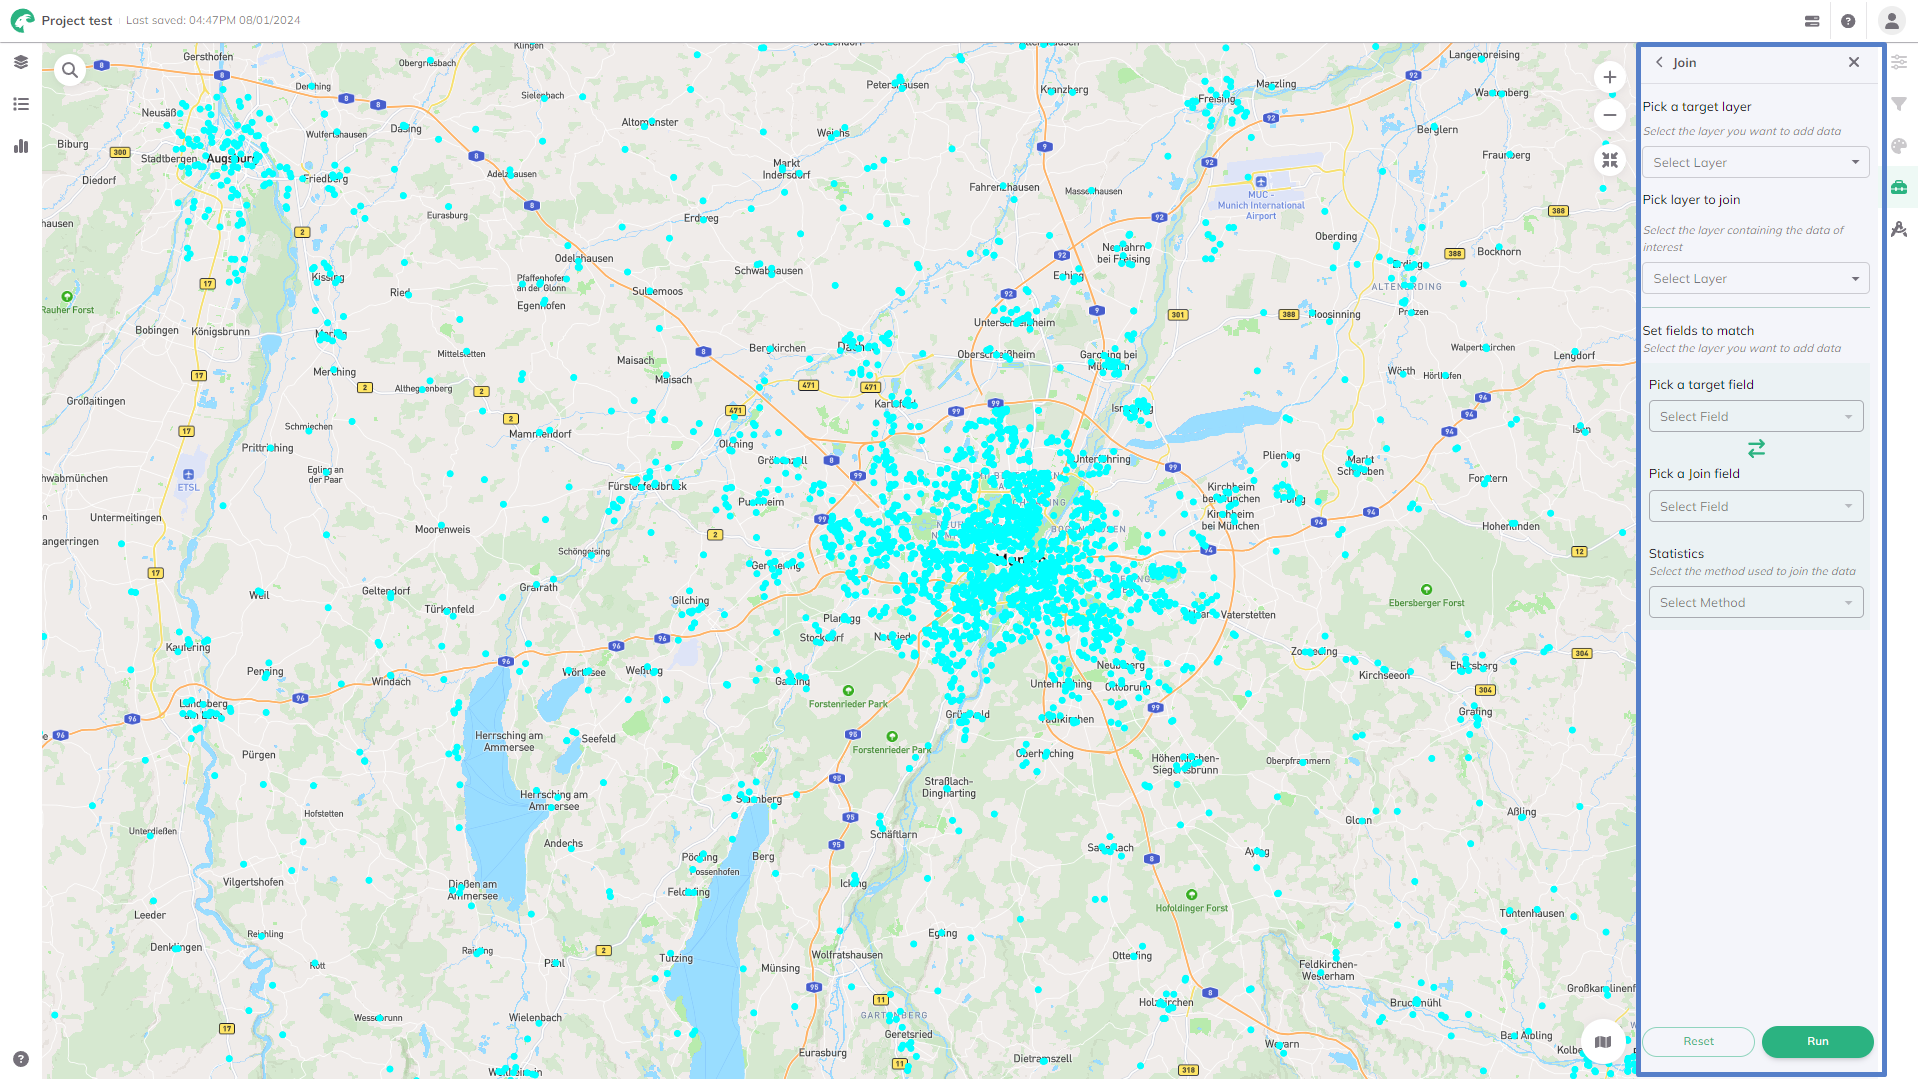 Project test
Last saved: 04:47PM 08/01/2024
Join
Pick a target layer
Select the layer you want to add data
Select Layer
Pick layer to join
Select the layer containing the data of
interest
Select Layer
Set fields to match
Select the layer you want to add data
Pick a target field
Select Field
Pick a Join field
Select Field
Statistics
Select the method used to join the data
Select Method
Reset
Run
Klingen
Gersthofen
Obergriesbach
Petershausen
Langenpreising
Kranzberg
Marzling
Freising
Wartenberg
Neusäß
Sielenbach
Altomünster
Weichs
Wulfertshausen
Dasing
Berglern
Biburg
Stadtbergen
Augsburg
Markt
Indersdorf
Fraunberg
Diedorf
Friedberg
Adelzhausen
Fahrenzhausen
Massenhausen
MUC -
Munich International
Airport
Eurasburg
Erdweg
Oberding
Bockhorn
Neufahrn
bei Freising
Odelzhausen
Schwabhausen
Eching
Erding
ALTENERDING
Kissing
Pfaffenhofen
an der Glonn
Egenhofen
Ried
Sulzemoos
Rauher Forst
Bobingen
Königsbrunn
Unterschleißheim
Moosinning
Pretzen
Mering
Mittelstetten
Maisach
Maisach
Bergkirchen
Dachau
Oberschleißheim
Garching bei
München
Walpertskirchen
Lengdorf
Merching
Althegnenberg
Wörth
Hörlkofen
Großaitingen
Karlsfeld
Ismaning
Schmiechen
Mammendorf
Olching
Isen
Prittriching
Gröbenzell
Unterföhring
Pliening
Markt
Schwaben
ETSL
Egling an
der Paar
Fürstenfeldbruck
Puchheim
Kirchheim
bei München
Kirchheim
bei München
Poing
Forstern
Untermeitingen
Moorenweis
Hohenlinden
Schöngeising
Germering
Weil
Geltendorf
Grafrath
Türkenfeld
Gilching
Planegg
Stockdorf
Neuried
Haar
Vaterstetten
Ebersberger Forst
Kaufering
Penzing
Windach
Wörthsee
Weßling
Gauting
Neubiberg
Unterhaching
Ottobrunn
Zorneding
Kirchseeon
Ebersberg
Landsberg
am Lech
Forstenrieder Park
Grünwald
Taufkirchen
Grafing
Pürgen
Herrsching am
Ammersee
Seefeld
Forstenrieder Park
Oberhaching
Höhenkirchen-
Siegertsbrunn
Oberpframmern
Straßlach-
Dingharting
Herrsching am
Ammersee
Starnberg
Hofstetten
Unterdießen
Schäftlarn
Glonn
Aßling
Andechs
Pöcking
Possenhofen
Berg
Sauerlach
Aying
Vilgertshofen
Dießen am
Ammersee
Feldafing
Icking
Hofoldinger Forst
Leeder
Tuntenhausen
Reichling
Denklingen
Raisting
Egling
Rott
Pähl
Tutzing
Münsing
Wolfratshausen
Otterfing
Feldkirchen-
Westerham
Holzkirchen
Bruckmühl
Wessobrunn
Wielenbach
GARTENBERG
Geretsried
Eurasburg
Dietramszell
Weyarn
Bad Aibling